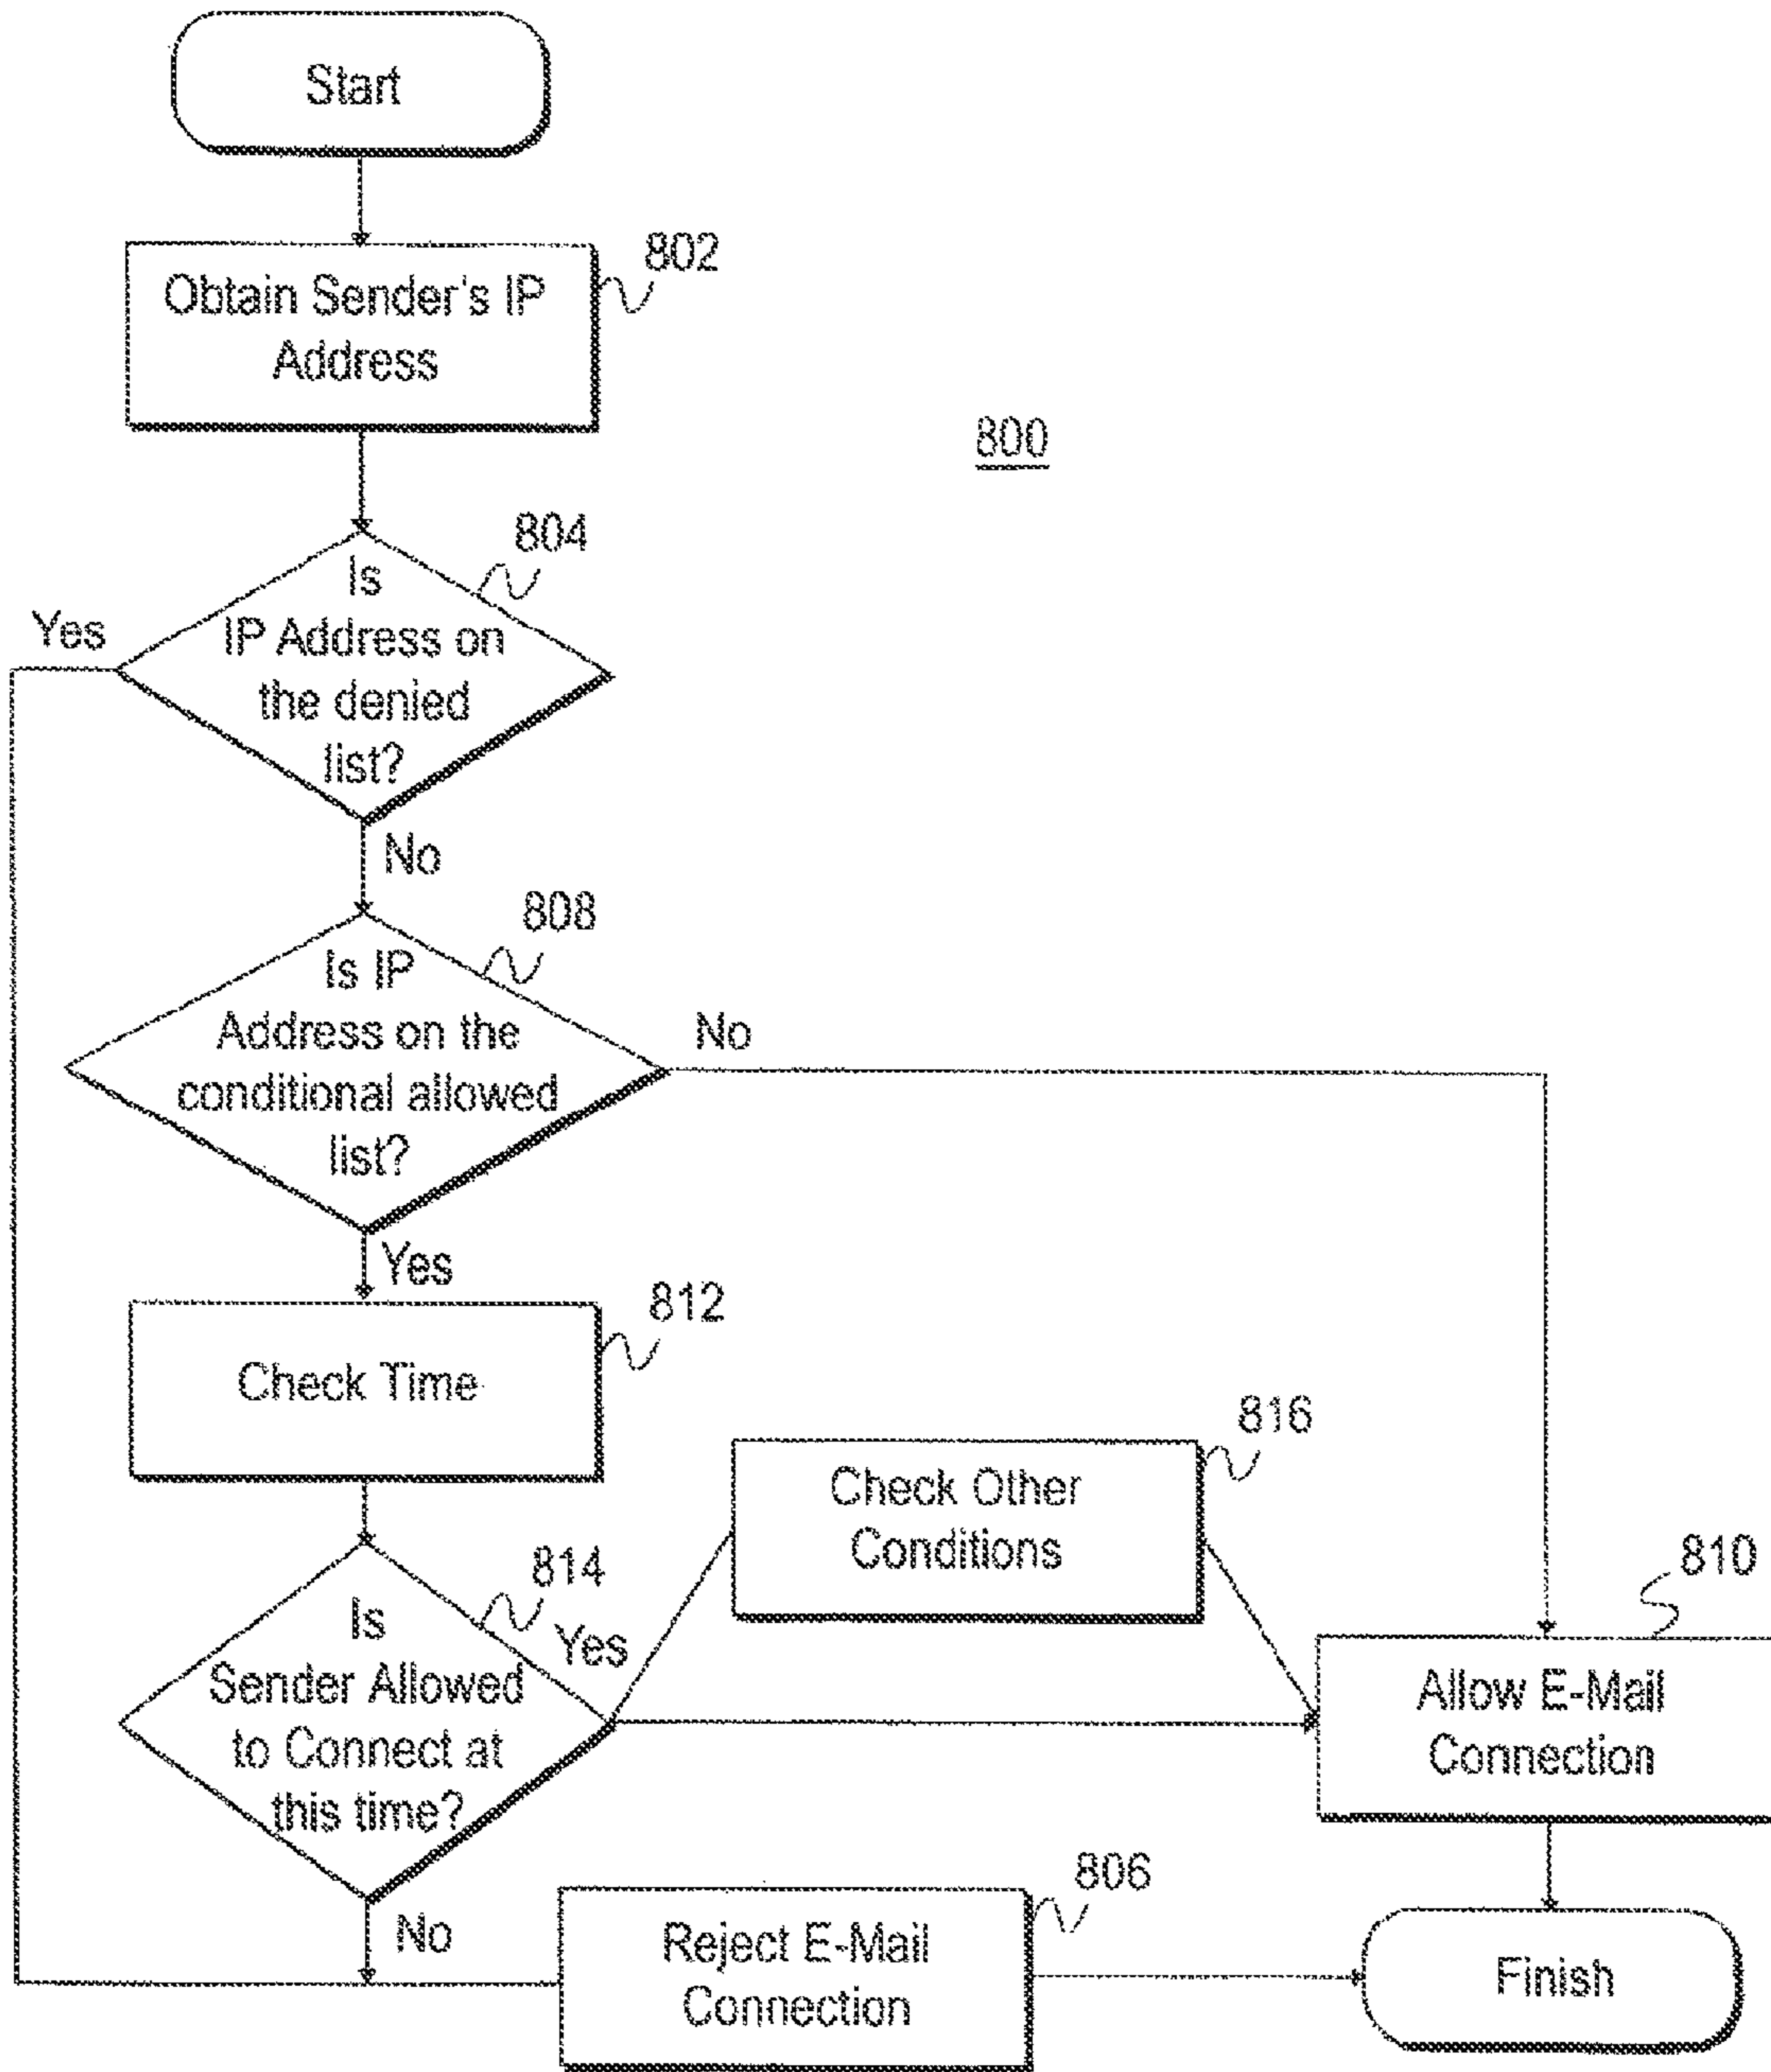 Start
802
Obtain Sender's IP
Address
800
804
Is
IP Address on
the denied
list?
Yes
No
808
Is IP
Address on the
conditional allowed
list?
No
Yes
812
Check Time
816
Check Other
Conditions
814
Is
Sender Allowed
to Connect at
this time?
Yes
810
Allow E-Mail
Connection
No
806
Reject E-Mail
Connection
Finish